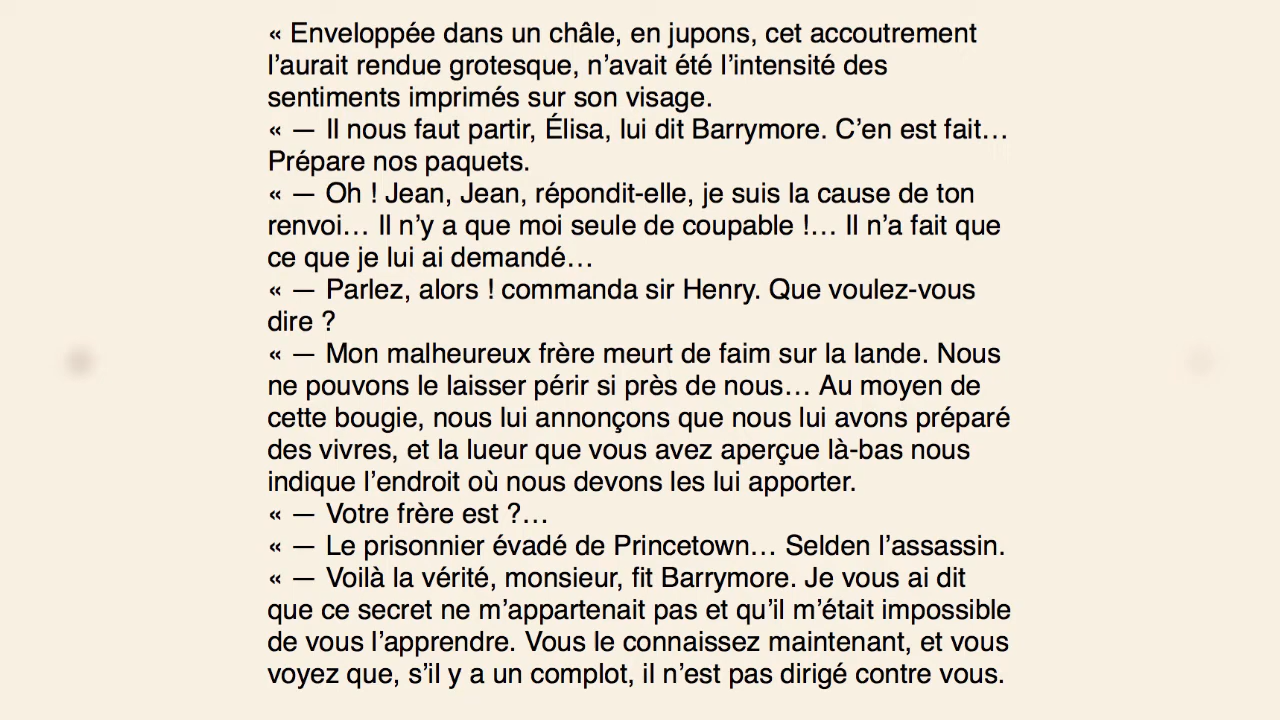 « Enveloppée dans un châle, en jupons, cet accoutrement
l’aurait rendue grotesque, n’avait été l’intensité des
sentiments imprimés sur son visage.
« — Il nous faut partir, Élisa, lui dit Barrymore. C’en est fait…
Prépare nos paquets.
« — Oh ! Jean, Jean, répondit-elle, je suis la cause de ton
renvoi… Il n’y a que moi seule de coupable !… Il n’a fait que
ce que je lui ai demandé…
« — Parlez, alors ! commanda sir Henry. Que voulez-vous
dire ?
« — Mon malheureux frère meurt de faim sur la lande. Nous
ne pouvons le laisser périr si près de nous… Au moyen de
cette bougie, nous lui annonçons que nous lui avons préparé
des vivres, et la lueur que vous avez aperçue là-bas nous
indique l’endroit où nous devons les lui apporter.
« — Votre frère est ?…
« — Le prisonnier évadé de Princetown… Selden l’assassin.
« — Voilà la vérité, monsieur, fit Barrymore. Je vous ai dit
que ce secret ne m’appartenait pas et qu’il m’était impossible
de vous l’apprendre. Vous le connaissez maintenant, et vous
voyez que, s’il y a un complot, il n’est pas dirigé contre vous.